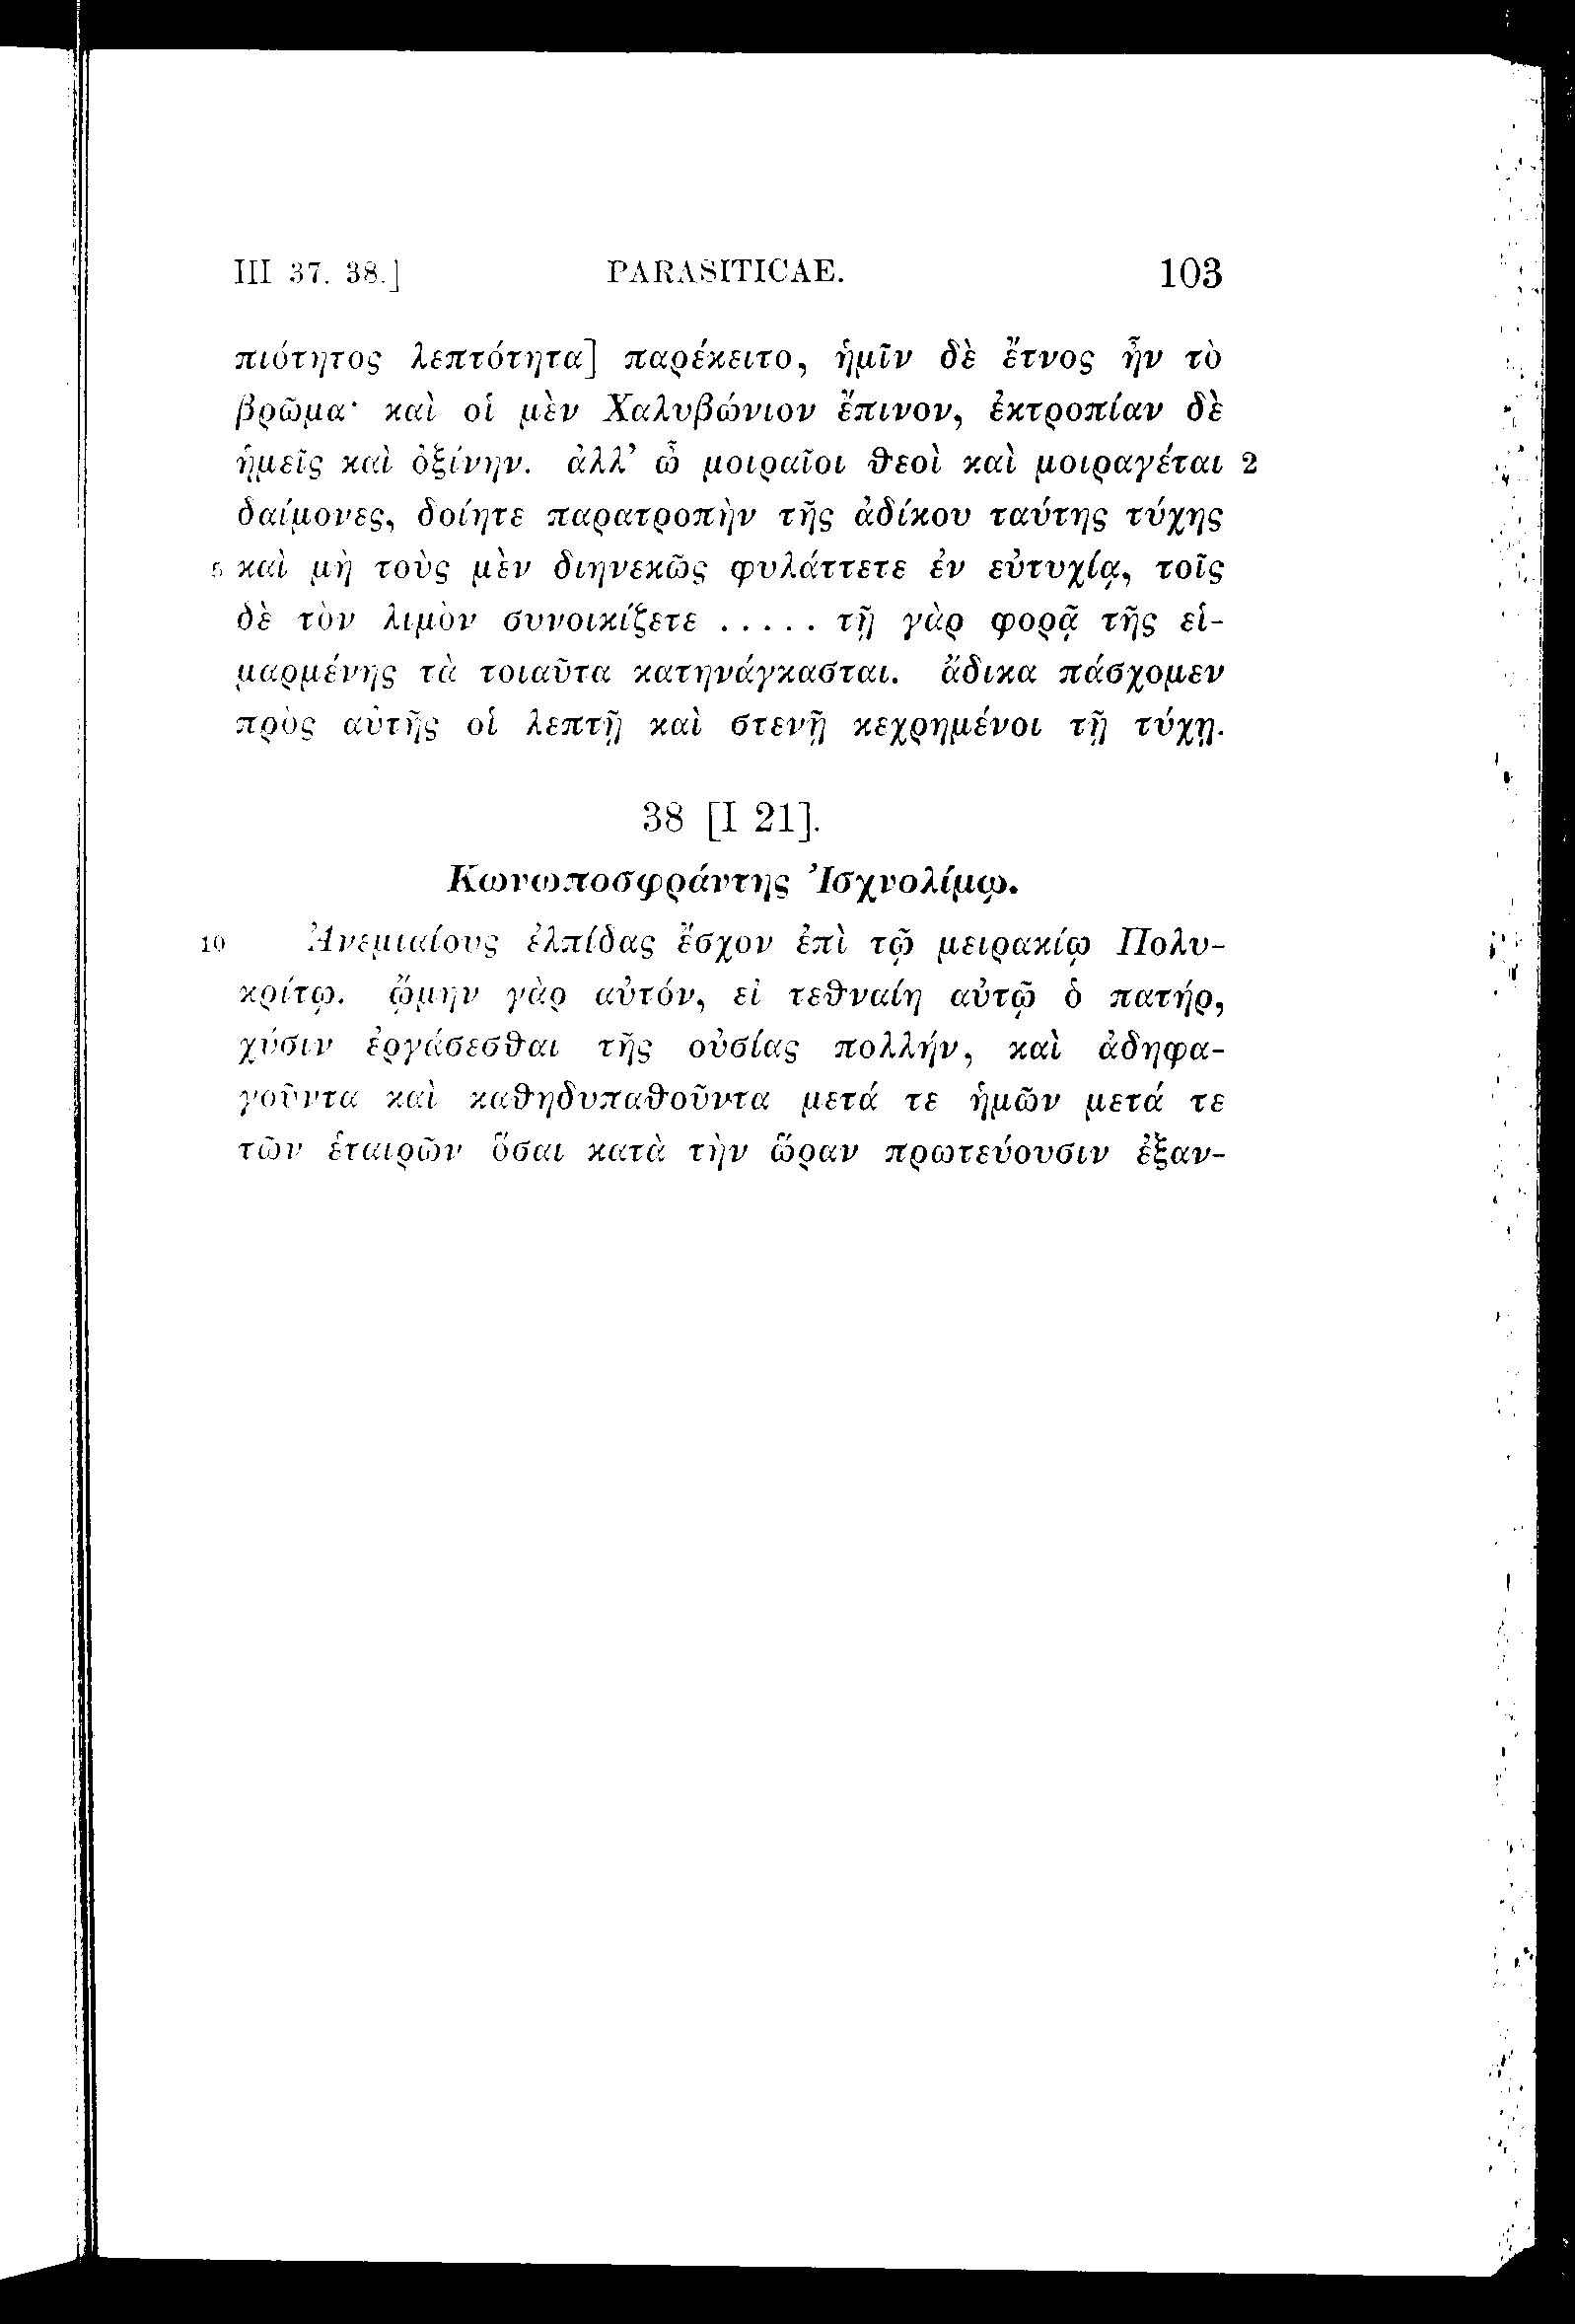 III 37. 38.] PARASITICAE. 103
πιότητος λεπτότητα] παρέκειτο, ἡμῖν δὲ ἔτνος ἦν τὸ
βρῶμα· καὶ οἱ μὲν Χαλυβώνιον ἔπινον, ἐκτροπίαν δὲ
ἡμεῖς καὶ ὀξίνην. ἀλλ’ ὦ μοιραῖοι θεοὶ καὶ μοιραγέται 2
δαίμονες, δοίητε παρατροπὴν τῆς ἀδίκου ταύτης τύχης
5 καὶ μὴ τοὺς μὲν διηνεκῶς φυλάττετε ἐν εὐτυχίᾳ, τοῖς
δὲ τὸν λιμὸν συνοικίζετε ..... τῇ γὰρ φορᾷ τῆς εἱ-
μαρμένης τὰ τοιαῦτα κατηνάγκασται. ἄδικα πάσχομεν
πρὸς αὐτῆς οἱ λεπτῇ καὶ στενῇ κεχρημένοι τῇ τύχῃ.
38 [I 21].
Κωνωποσφράντης Ἰσχνολίμῳ.
10 Ἀνεμιαίους ἐλπίδας ἔσχον ἐπὶ τῷ μειρακίῳ Πολυ-
κρίτῳ. ᾤμην γὰρ αὐτόν, εἰ τεθναίη αὐτῷ ὁ πατήρ,
χύσιν ἐργάσεσθαι τῆς οὐσίας πολλήν, καὶ ἀδηφα-
γοῦντα καὶ καθηδυπαθοῦντα μετά τε ἡμῶν μετά τε
τῶν ἑταιρῶν ὅσαι κατὰ τὴν ὥραν πρωτεύουσιν ἐξαν-